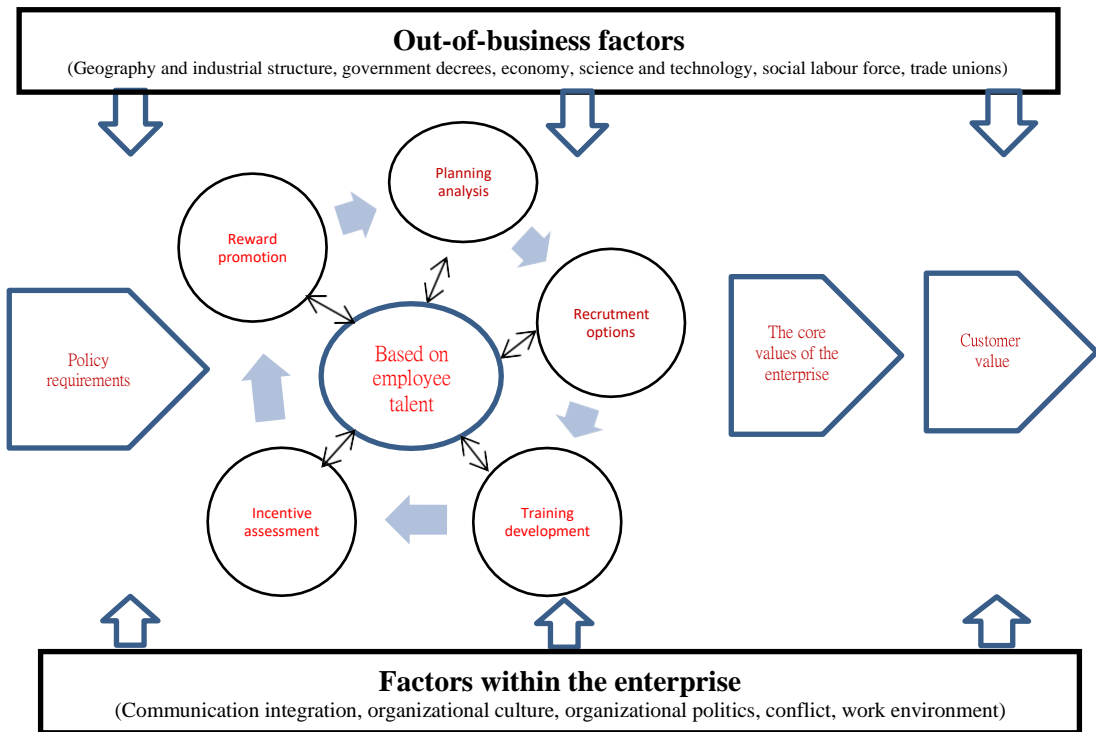 Out-of-business factors
(Geography and industrial structure, government decrees, economy, science and technology, social labour force, trade unions)
Planning
analysis
Reward
promotion
Recrutment
options
Based on
employee
talent
Policy
requirements
The core
values of the
enterprise
Customer
value
Incentive
assessment
Training
development
Factors within the enterprise
(Communication integration, organizational culture, organizational politics, conflict, work environment)